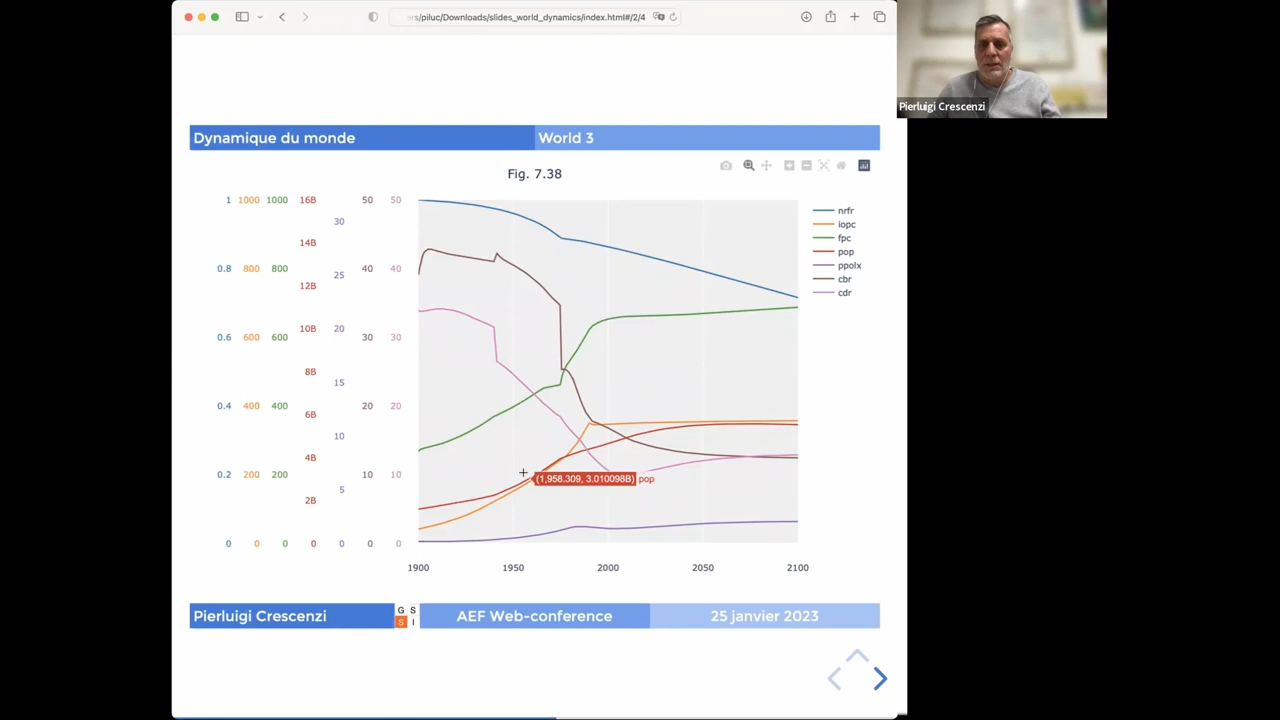 ers/piluc/Downloads/slides_world_dynamics/index.html#/2/4
Pierluigi Crescenzi
Dynamique du monde
World 3
Fig. 7.38
1 1000 1000 16B 50 50
30
14B
0.8 800 800 25 40 40
12B
10B
20
0.6 600 600 30 30
8B
15
0.4 400 400 20 20
6B
10
4B
0.2 200 200 10 10
5
2B
0 0 0 0 0 0 0
nrfr
iopc
fpc
pop
ppolx
cbr
cdr
(1,958.309, 3.010098B) pop
1900 1950 2000 2050 2100
Pierluigi Crescenzi
G S
S I
AEF Web-conference
25 janvier 2023